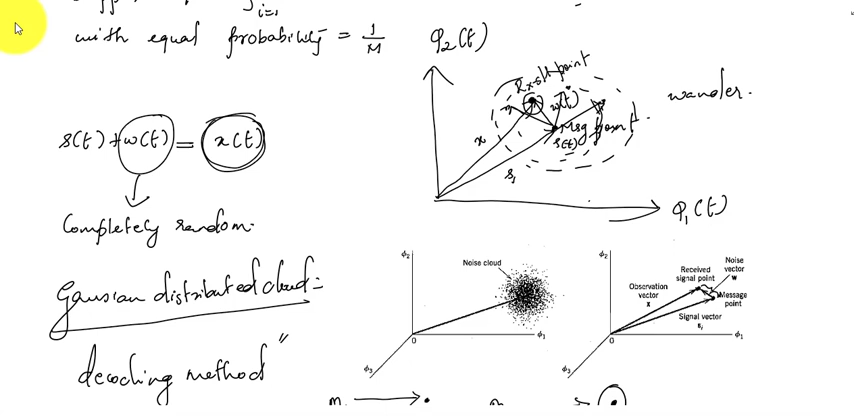 i=1
with equal probability = 1/M
φ2(t)
Rx sth point
w(t)
x
Msg point.
s(t)
si
φ1(t)
wander.
s(t) + w(t) = x(t)
Completely random.
Gaussian distributed cloud =
decoding method"
ϕ2
Noise cloud
0
ϕ1
ϕ3
ϕ2
Received
signal point
Noise
vector
w
Observation
vector
x
Message
point
Signal vector
si
0
ϕ1
ϕ3